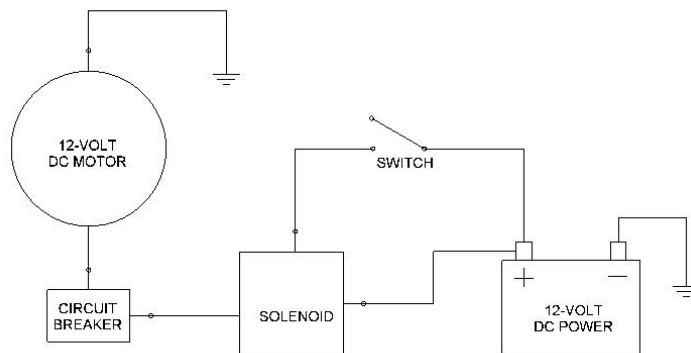 12-VOLT
DC MOTOR
SWITCH
CIRCUIT
BREAKER
SOLENOID
+
—
12-VOLT
DC POWER